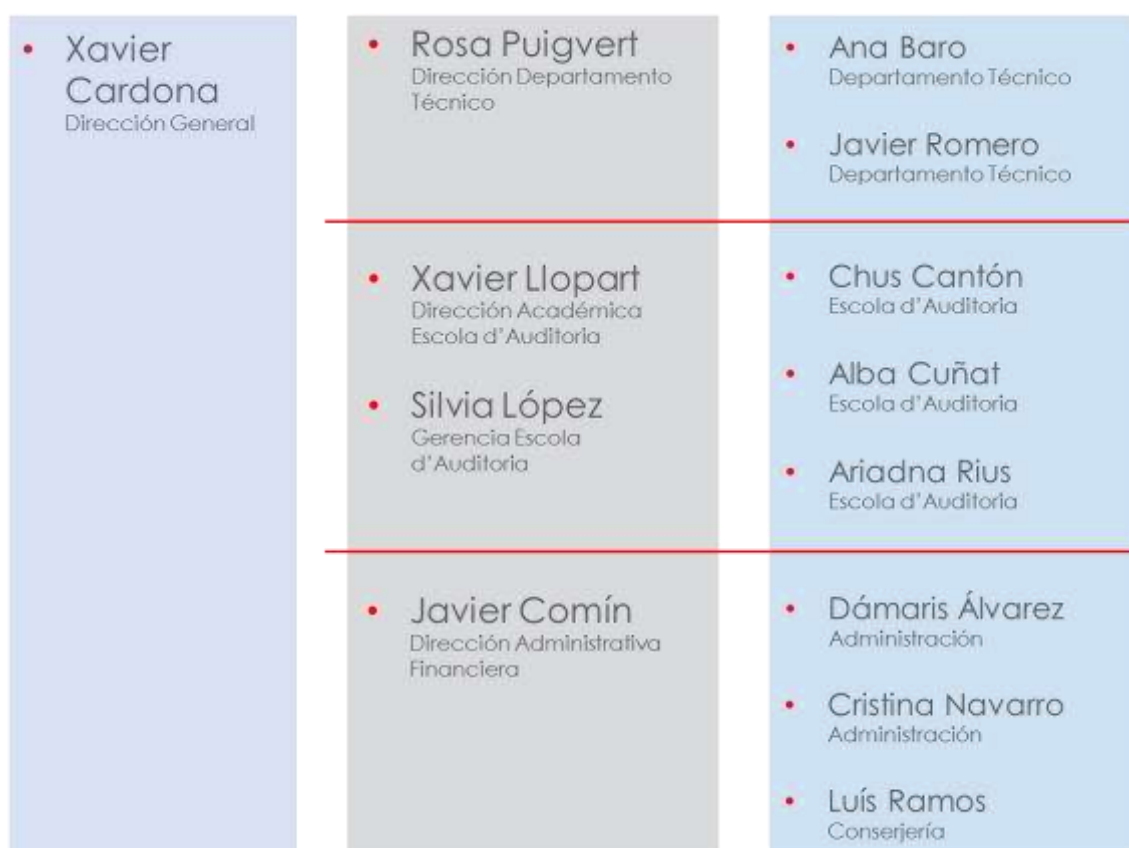 Xavier
Cardona
Dirección General
Rosa Puigvert
Dirección Departamento
Técnico
Ana Baro
Departamento Técnico
Javier Romero
Departamento Técnico
Xavier Llopart
Dirección Académica
Escola d'Auditoria
Silvia López
Gerencia Escola
d'Auditoria
Chus Cantón
Escola d'Auditoria
Alba Cuñat
Escola d'Auditoria
Ariadna Rius
Escola d'Auditoria
Javier Comín
Dirección Administrativa
Financiera
Dámaris Álvarez
Administración
Cristina Navarro
Administración
Luís Ramos
Conserjería